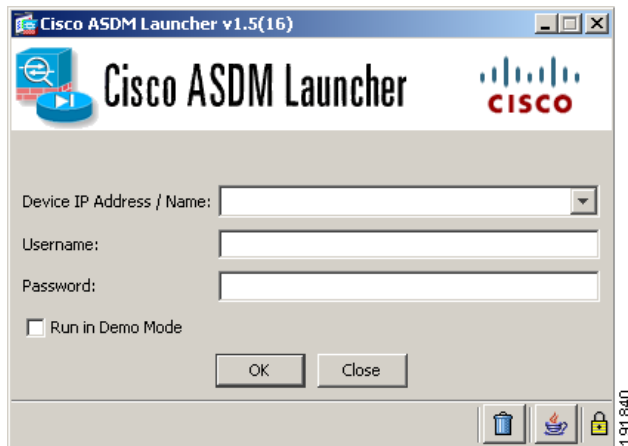 Cisco ASDM Launcher v1.5(16)
Cisco ASDM Launcher
CISCO
Device IP Address / Name:
Username:
Password:
Run in Demo Mode
OK
Close
191840